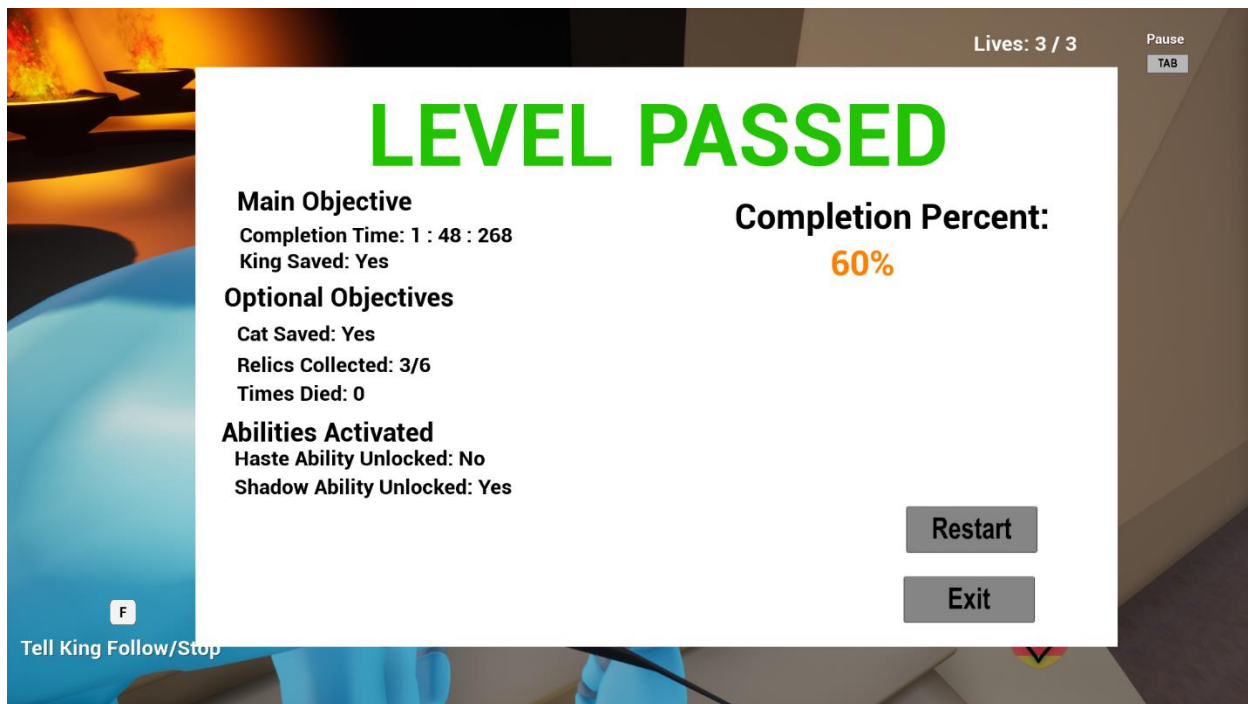 Lives: 3 / 3
Pause
TAB
LEVEL PASSED
Main Objective
Completion Time: 1 : 48 : 268
King Saved: Yes
Optional Objectives
Cat Saved: Yes
Relics Collected: 3/6
Times Died: 0
Abilities Activated
Haste Ability Unlocked: No
Shadow Ability Unlocked: Yes
Completion Percent:
60%
Restart
Exit
F
Tell King Follow/Stop